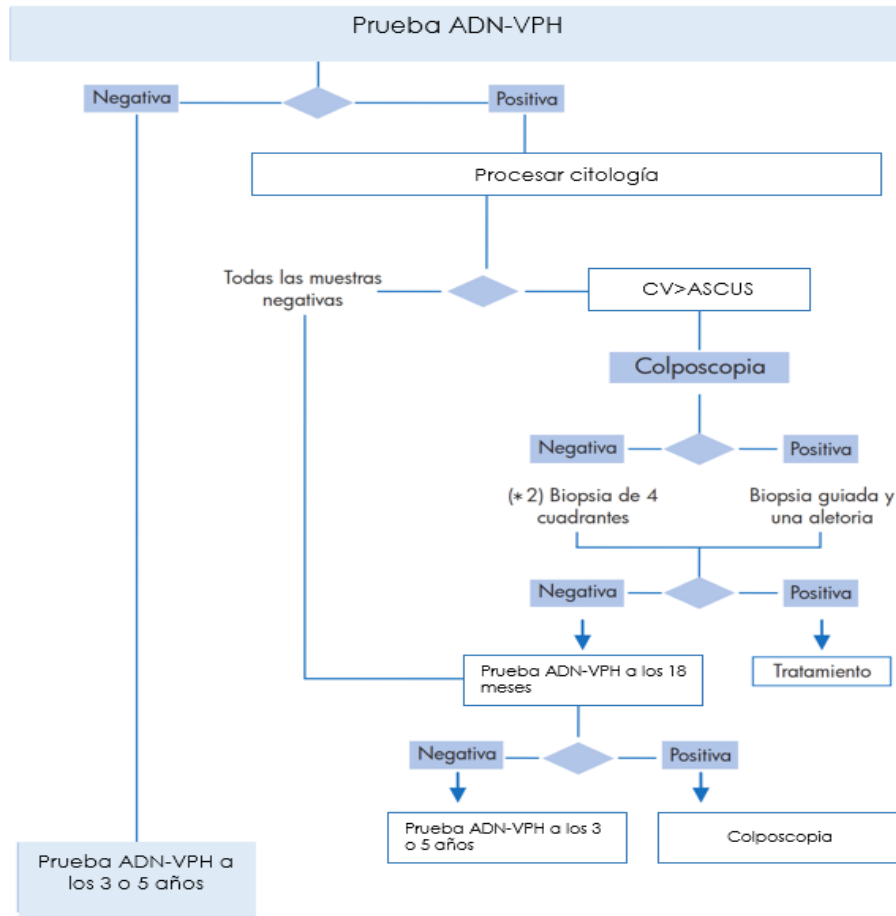 Prueba ADN-VPH
Negativa
Positiva
Procesar citología
Todas las muestras
negativas
CV>ASCUS
Colposcopia
Negativa
Positiva
(*2) Biopsia de 4
cuadrantes
Biopsia guiada y
una aletoria
Negativa
Positiva
Prueba ADN-VPH a los 18
meses
Tratamiento
Negativa
Positiva
Prueba ADN-VPH a los 3
o 5 años
Colposcopia
Prueba ADN-VPH a
los 3 o 5 años